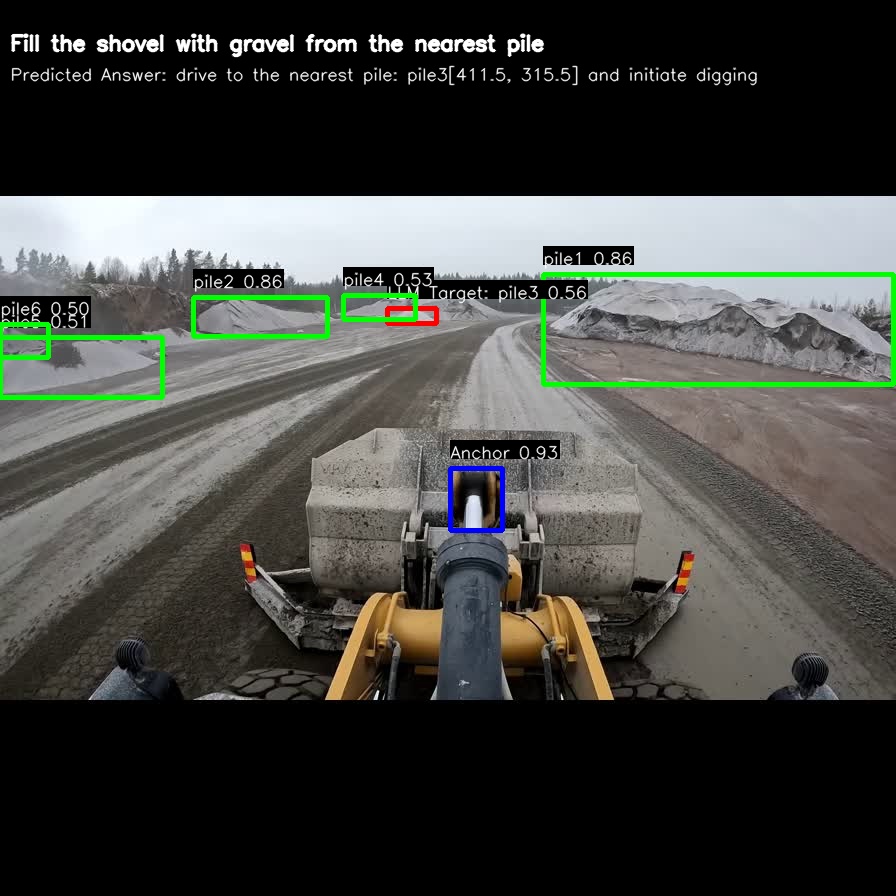 Fill the shovel with gravel from the nearest pile
Predicted Answer: drive to the nearest pile: pile3[411.5, 315.5] and initiate digging
pile1 0.86
pile4 0.53
pile2 0.86
Target: pile3 0.56
pile6 0.50
0.51
Anchor 0.93